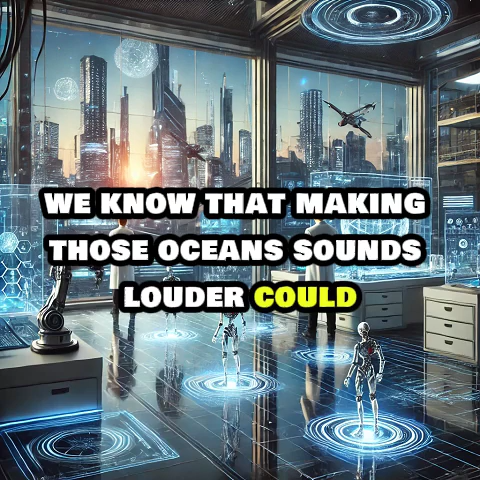 WE KNOW THAT MAKING
THOSE OCEANS SOUNDS
LOUDER COULD